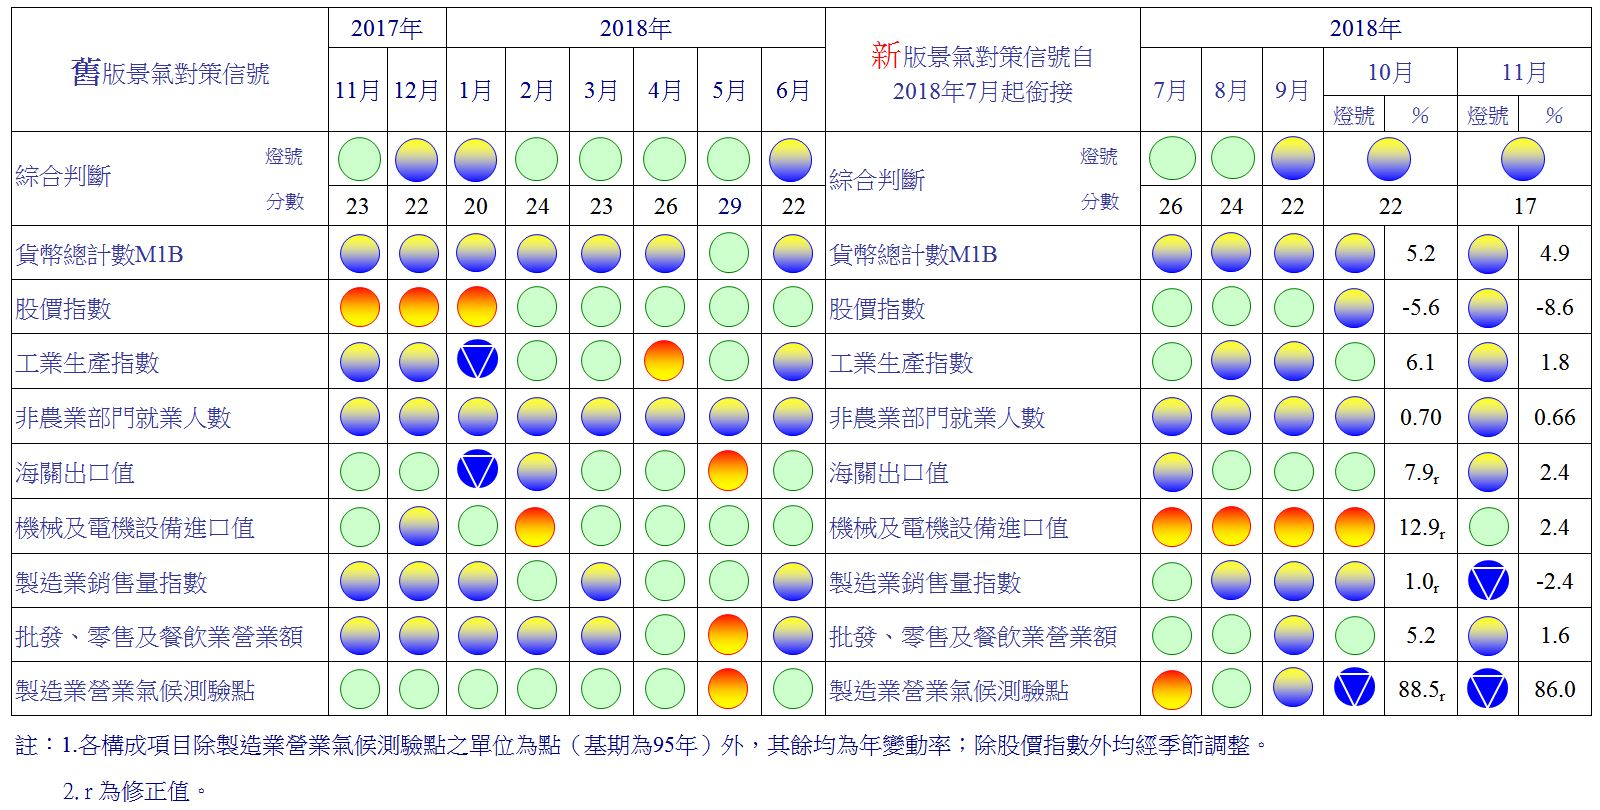 2017年 2018年 2018年
舊版景氣對策信號 11月 12月 1月 2月 3月 4月 5月 6月 新版景氣對策信號自 7月 8月 9月 10月 11月
2018年7月起銜接
燈號 % 燈號 %
綜合判斷 燈號 綜合判斷 燈號
分數 23 22 20 24 23 26 29 22 分數 26 24 22 22 17
貨幣總計數M1B 貨幣總計數M1B 5.2 4.9
股價指數 股價指數 -5.6 -8.6
工業生產指數 工業生產指數 6.1 1.8
非農業部門就業人數 非農業部門就業人數 0.70 0.66
海關出口值 海關出口值 7.9r 2.4
機械及電機設備進口值 機械及電機設備進口值 12.9r 2.4
製造業銷售量指數 製造業銷售量指數 1.0r -2.4
批發、零售及餐飲業營業額 批發、零售及餐飲業營業額 5.2 1.6
製造業營業氣候測驗點 製造業營業氣候測驗點 88.5r 86.0
註：1.各構成項目除製造業營業氣候測驗點之單位為點（基期為95年）外，其餘均為年變動率；除股價指數外均經季節調整。
2. r 為修正值。